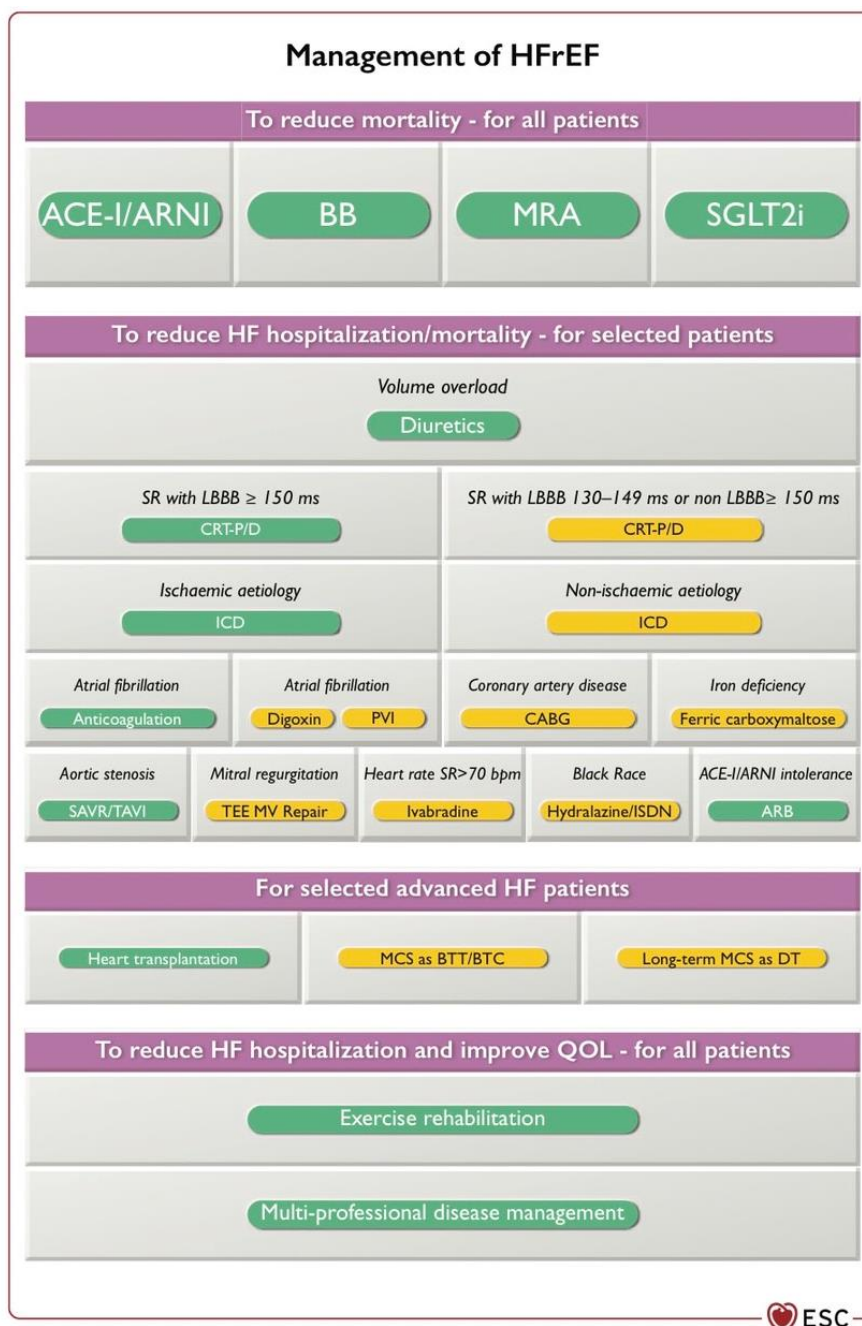 Management of HFrEF
To reduce mortality - for all patients
ACE-I/ARNI
BB
MRA
SGLT2i
To reduce HF hospitalization/mortality - for selected patients
Volume overload
Diuretics
SR with LBBB ≥ 150 ms
CRT-P/D
SR with LBBB 130–149 ms or non LBBB≥ 150 ms
CRT-P/D
Ischaemic aetiology
ICD
Non-ischaemic aetiology
ICD
Atrial fibrillation
Anticoagulation
Atrial fibrillation
Digoxin PVI
Coronary artery disease
CABG
Iron deficiency
Ferric carboxymaltose
Aortic stenosis
SAVR/TAVI
Mitral regurgitation
TEE MV Repair
Heart rate SR>70 bpm
Ivabradine
Black Race
Hydralazine/ISDN
ACE-I/ARNI intolerance
ARB
For selected advanced HF patients
Heart transplantation
MCS as BTT/BTC
Long-term MCS as DT
To reduce HF hospitalization and improve QOL - for all patients
Exercise rehabilitation
Multi-professional disease management
ESC